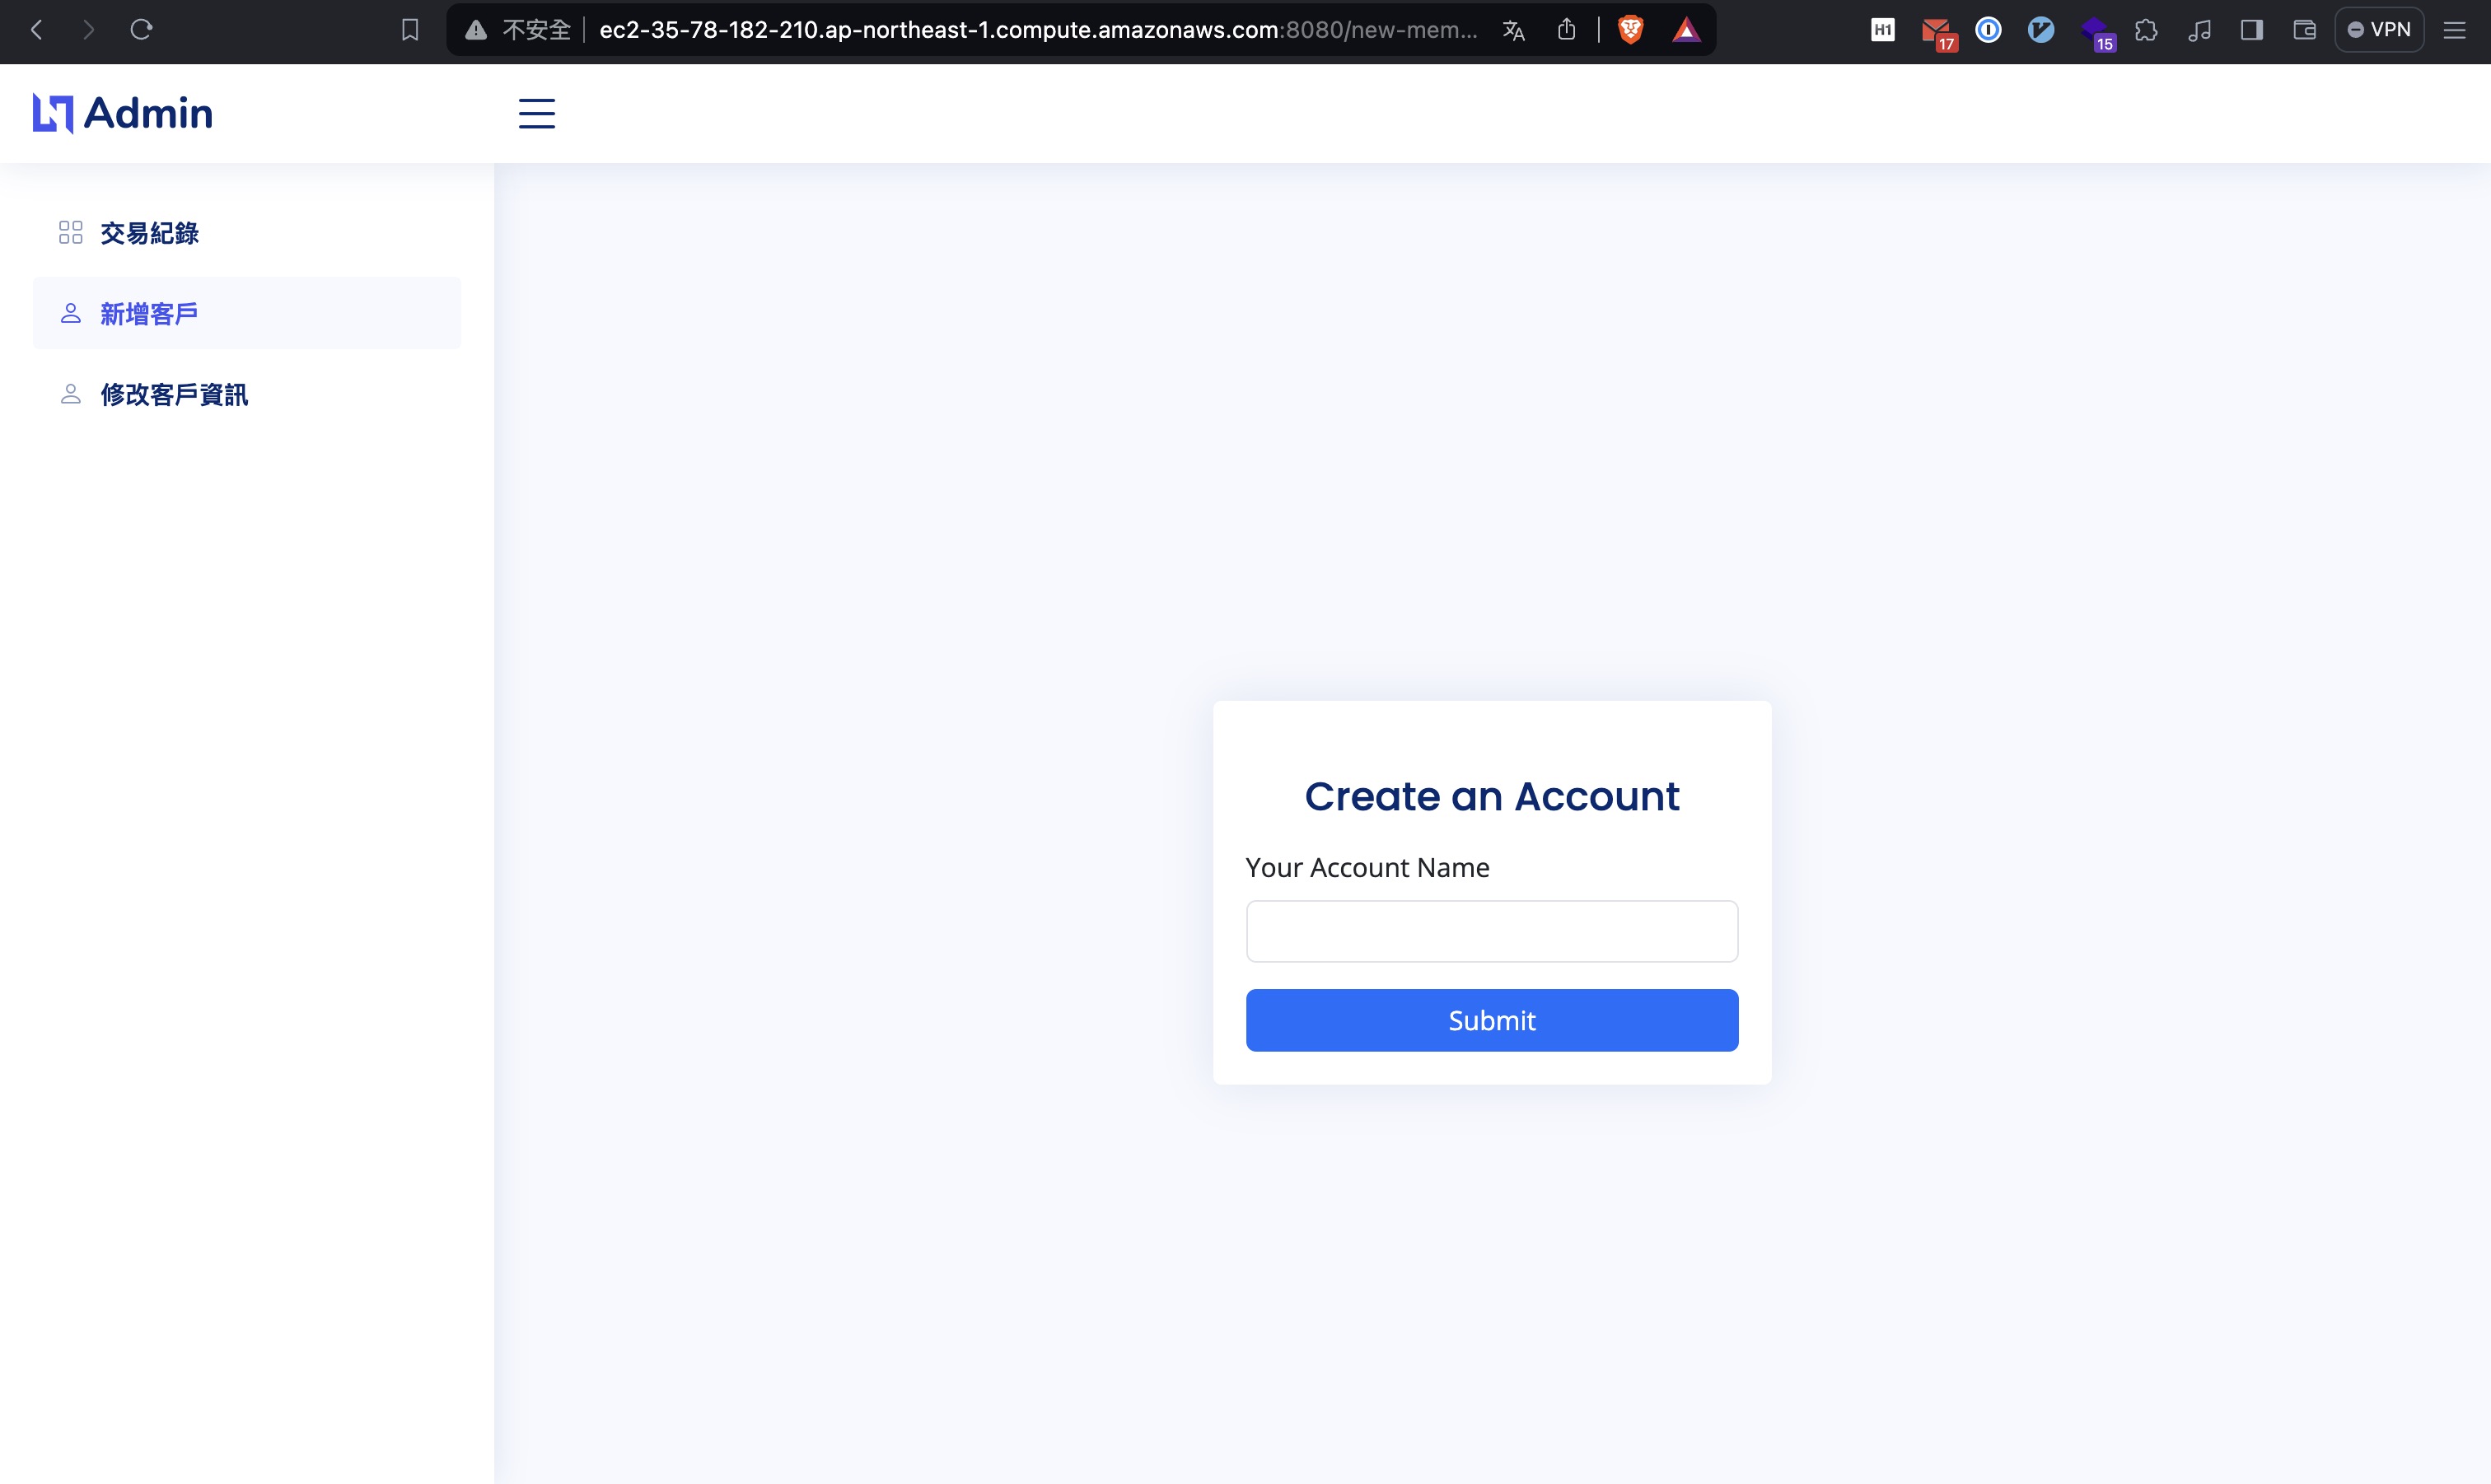 不安全 ec2-35-78-182-210.ap-northeast-1.compute.amazonaws.com:8080/new-mem...
H1 17 15 VPN
Admin
交易紀錄
新增客戶
修改客戶資訊
Create an Account
Your Account Name
Submit